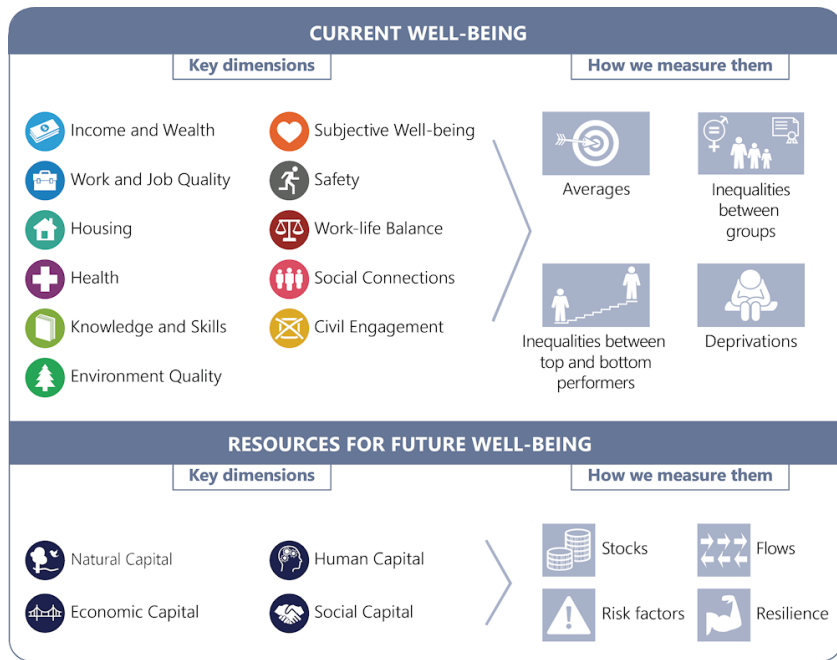 CURRENT WELL-BEING
Key dimensions
How we measure them
Income and Wealth
Subjective Well-being
Work and Job Quality
Safety
Housing
Work-life Balance
Health
Social Connections
Knowledge and Skills
Civil Engagement
Environment Quality
Averages
Inequalities
between
groups
Inequalities between
top and bottom
performers
Deprivations
RESOURCES FOR FUTURE WELL-BEING
Key dimensions
How we measure them
Natural Capital
Human Capital
Economic Capital
Social Capital
Stocks
Flows
Risk factors
Resilience